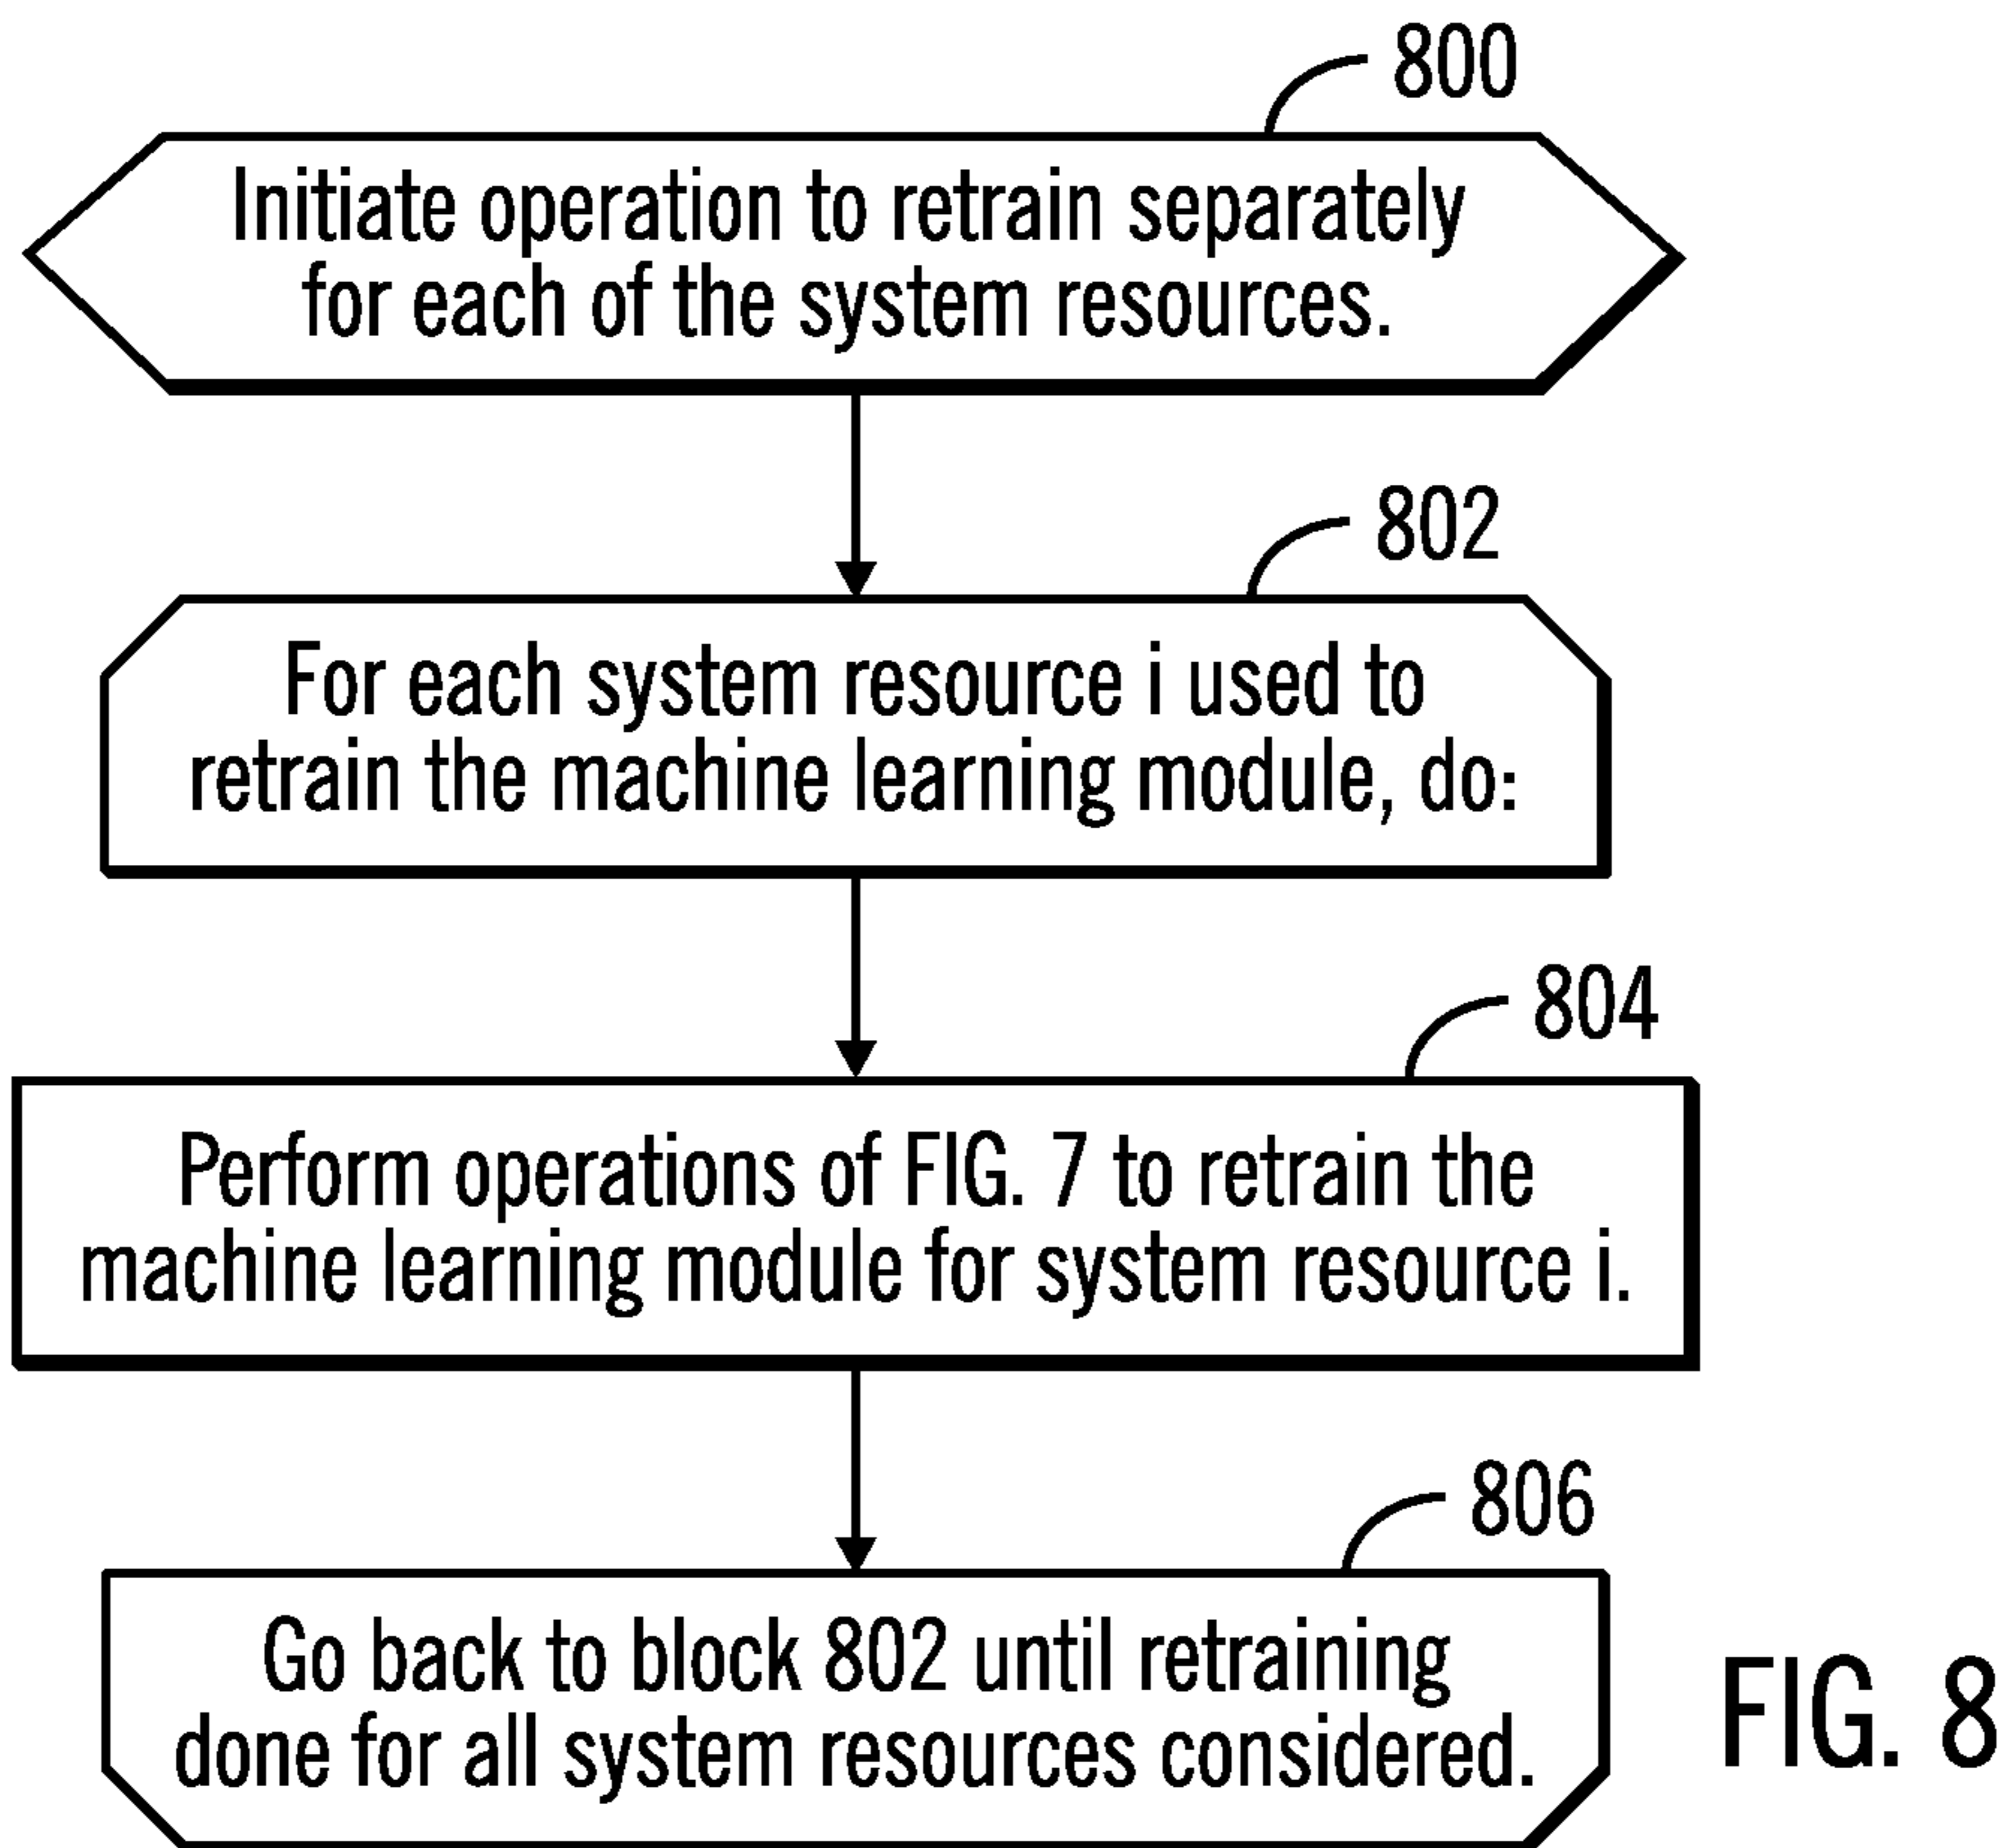 800
Initiate operation to retrain separately
for each of the system resources.
802
For each system resource i used to
retrain the machine learning module, do:
804
Perform operations of FIG. 7 to retrain the
machine learning module for system resource i.
806
Go back to block 802 until retraining
done for all system resources considered.
FIG. 8